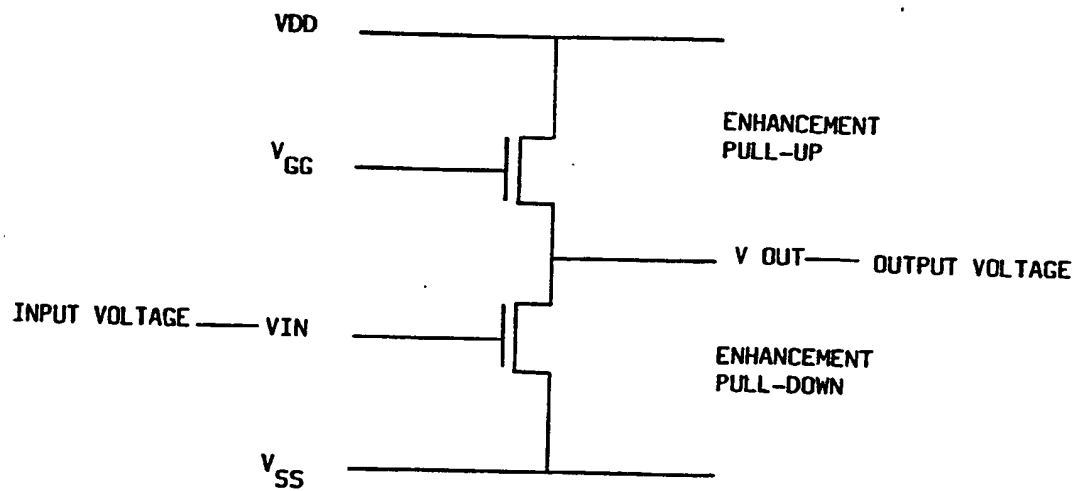 VDD
ENHANCEMENT
PULL-UP
VGG
V OUT — OUTPUT VOLTAGE
INPUT VOLTAGE — VIN
ENHANCEMENT
PULL-DOWN
VSS